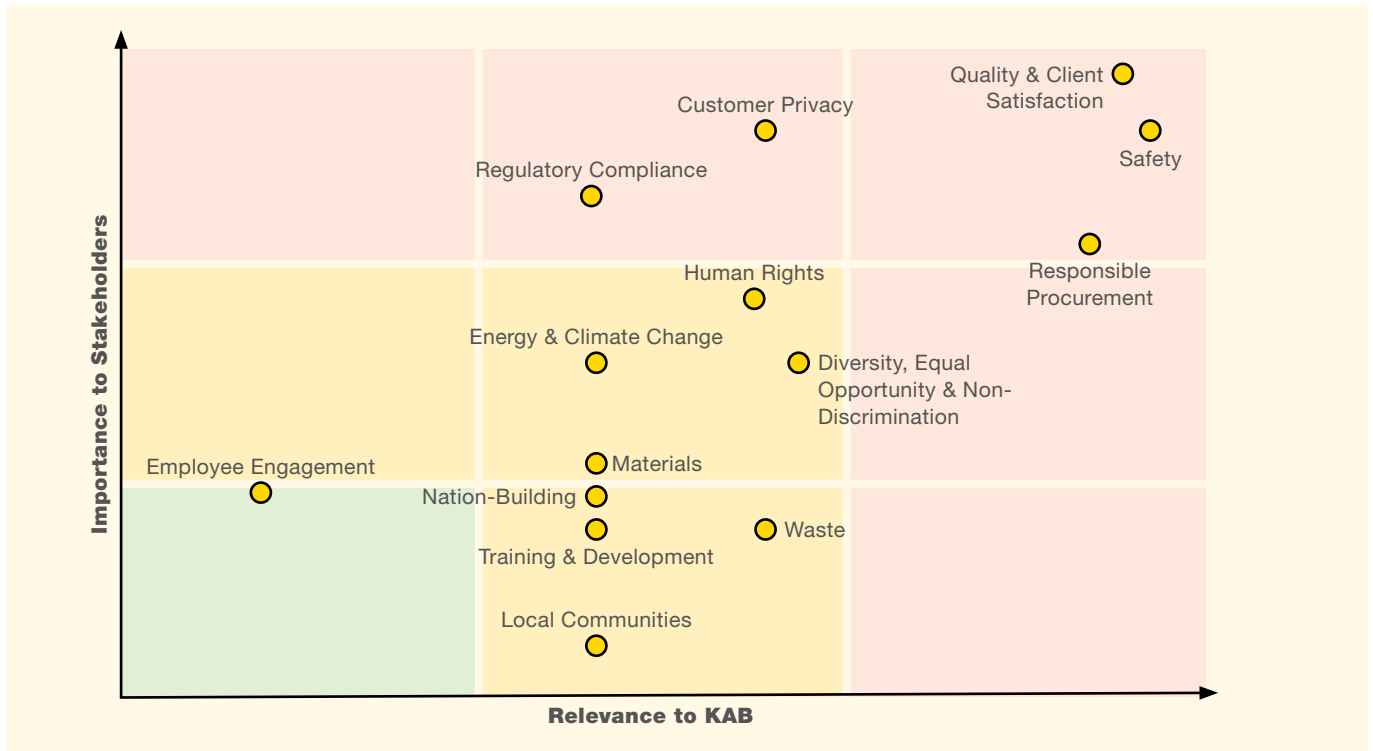 Quality & Client
Satisfaction
Customer Privacy
Safety
Regulatory Compliance
Responsible
Procurement
Human Rights
Energy & Climate Change
Diversity, Equal
Opportunity & Non-
Discrimination
Materials
Employee Engagement
Nation-Building
Waste
Training & Development
Local Communities
Importance to Stakeholders
Relevance to KAB